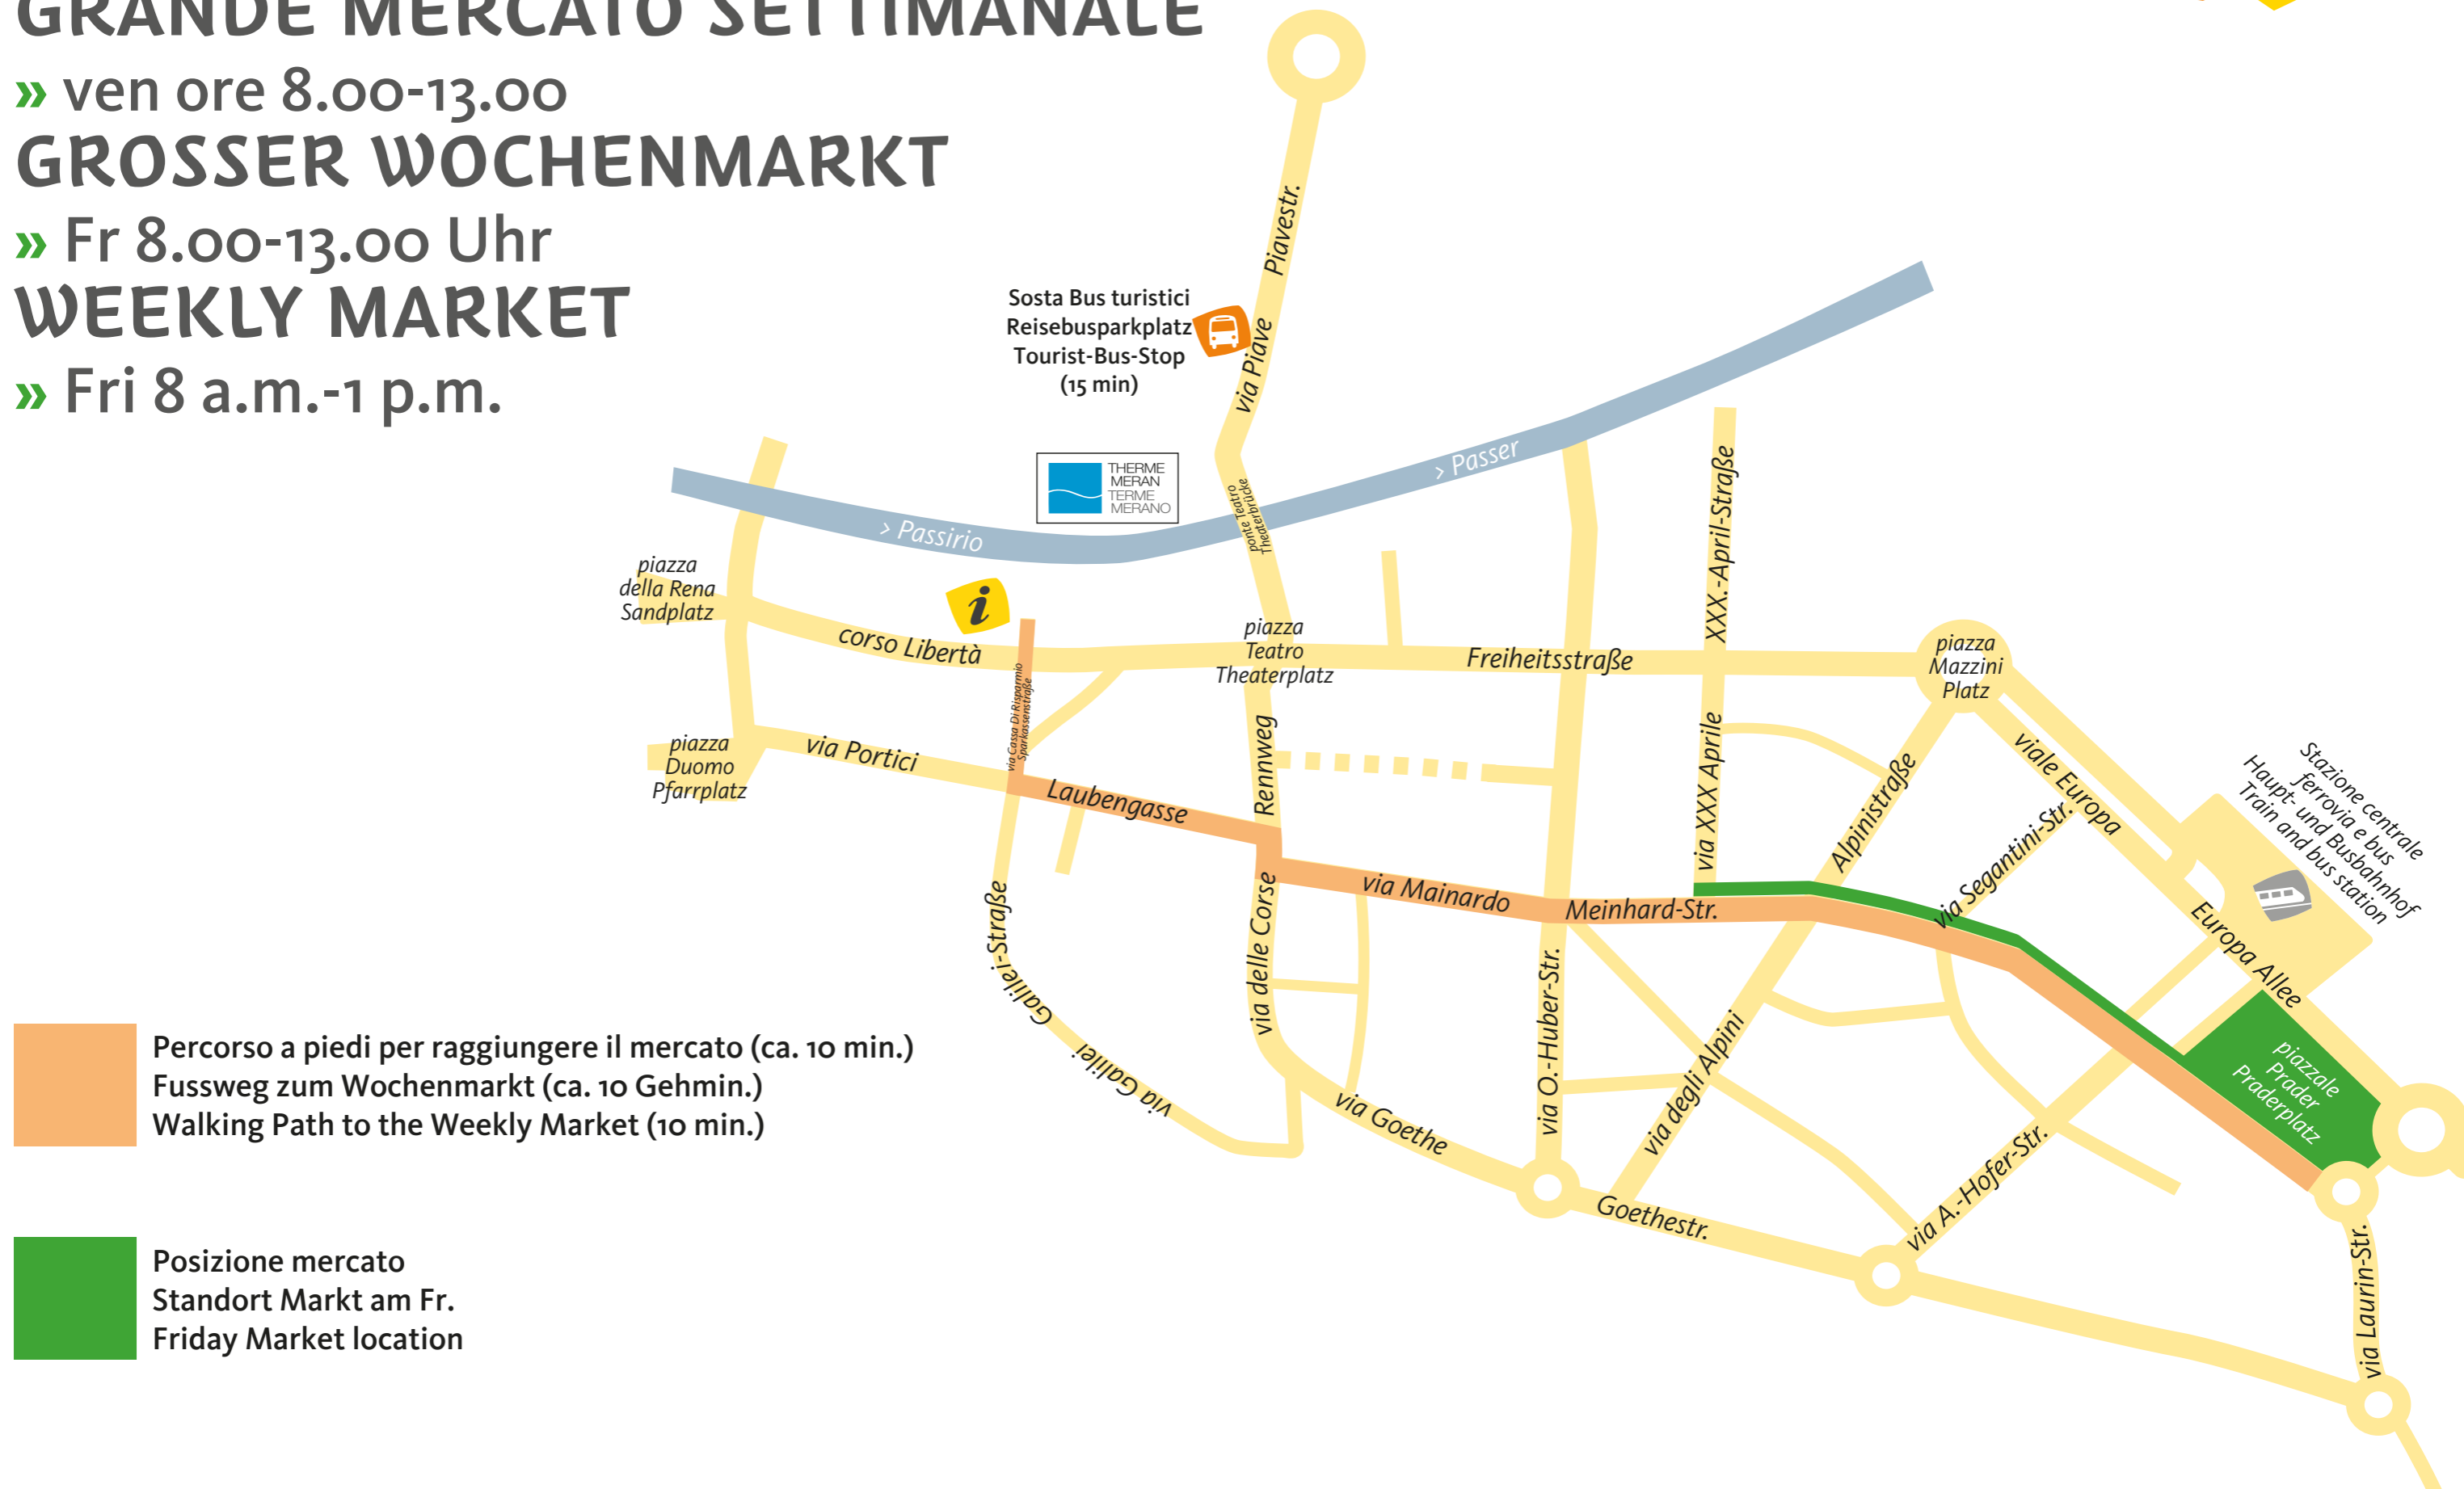 GRANDE MERCATO SETTIMANALE
» ven ore 8.00-13.00
GROSSER WOCHENMARKT
» Fr 8.00-13.00 Uhr
WEEKLY MARKET
» Fri 8 a.m.-1 p.m.
Sosta Bus turistici
Reisebusparkplatz
Tourist-Bus-Stop
(15 min)
via Piave
Piavestr.
THERME
MERAN
TERME
MERANO
> Passirio
> Passer
ponte Teatro
Theaterbrücke
piazza
della Rena
Sandplatz
i
corso Libertà
piazza
Teatro
Theaterplatz
Freiheitsstraße
XXX.-April-Straße
piazza
Mazzini
Platz
via Cassa Di Risparmio
Sparkassenstraße
piazza
Duomo
Pfarrplatz
via Portici
Laubengasse
Rennweg
via XXX Aprile
Alpinistraße
viale Europa
via Segantini-Str.
Stazione centrale
ferrovia e bus
Haupt- und Busbahnhof
Train and bus station
Europa Allee
via Mainardo
Meinhard-Str.
Galilei-Straße
via Galilei
via delle Corse
via O.-Huber-Str.
via degli Alpini
via Goethe
Goethestr.
via A.-Hofer-Str.
piazzale
Prader
Praderplatz
via Laurin-Str.
Percorso a piedi per raggiungere il mercato (ca. 10 min.)
Fussweg zum Wochenmarkt (ca. 10 Gehmin.)
Walking Path to the Weekly Market (10 min.)
Posizione mercato
Standort Markt am Fr.
Friday Market location